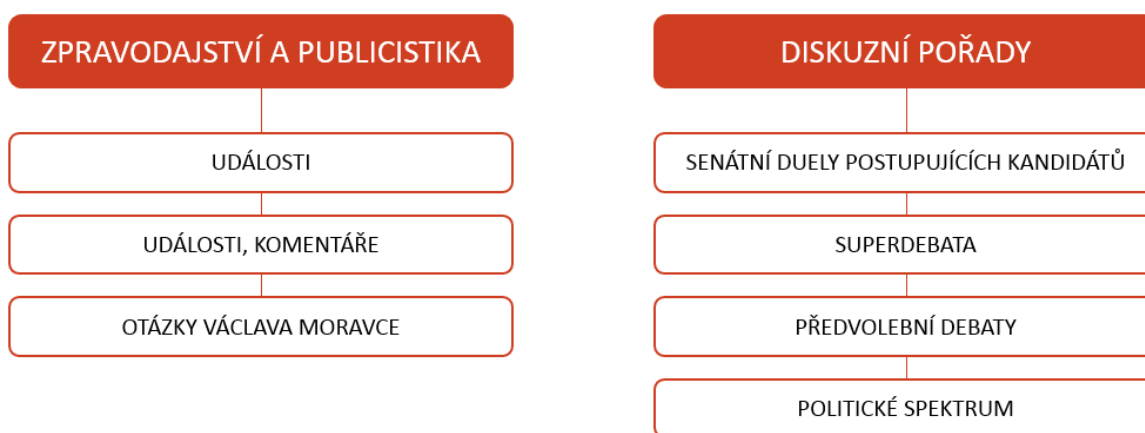 ZPRAVODAJSTVÍ A PUBLICISTIKA
UDÁLOSTI
UDÁLOSTI, KOMENTÁŘE
OTÁZKY VÁCLAVA MORAVCE
DISKUZNÍ POŘADY
SENÁTNÍ DUELY POSTUPUJÍCÍCH KANDIDÁTŮ
SUPERDEBATA
PŘEDVOLEBNÍ DEBATY
POLITICKÉ SPEKTRUM